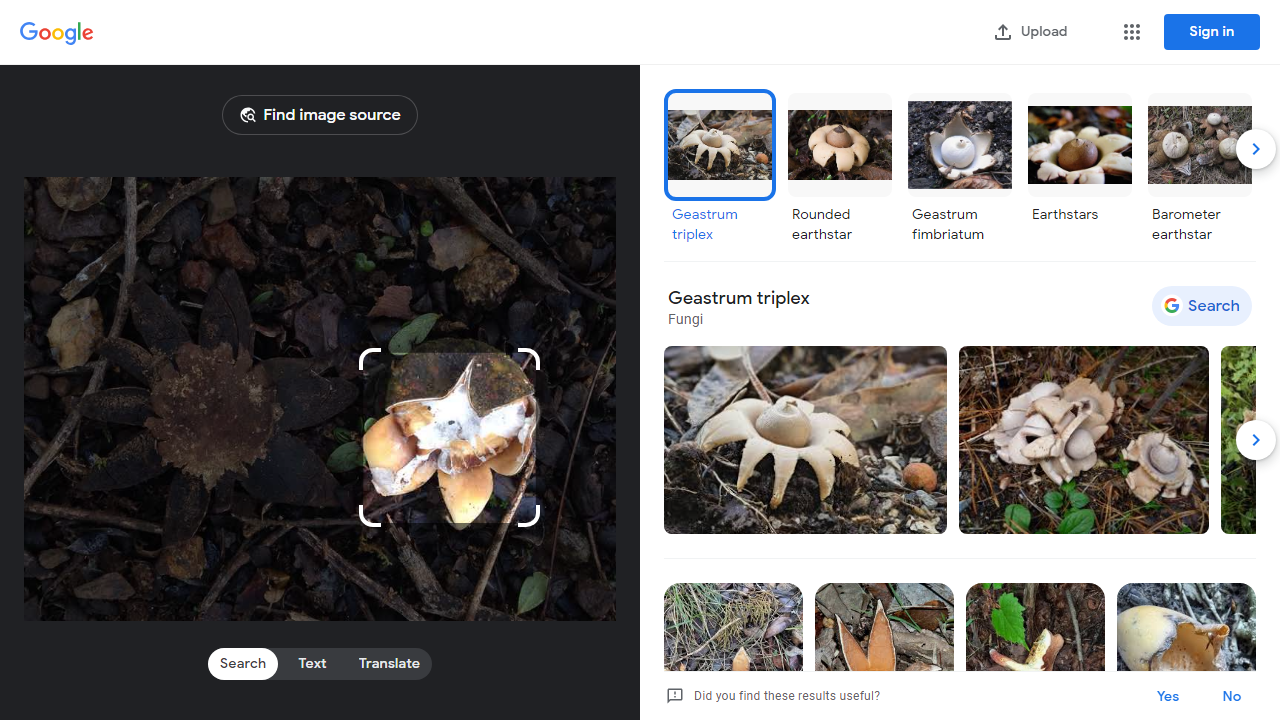 Google
Upload
Sign in
Find image source
Geastrum
triplex
Rounded
earthstar
Geastrum
fimbriatum
Earthstars
Barometer
earthstar
Geastrum triplex
Fungi
Search
Search
Text
Translate
Did you find these results useful?
Yes
No